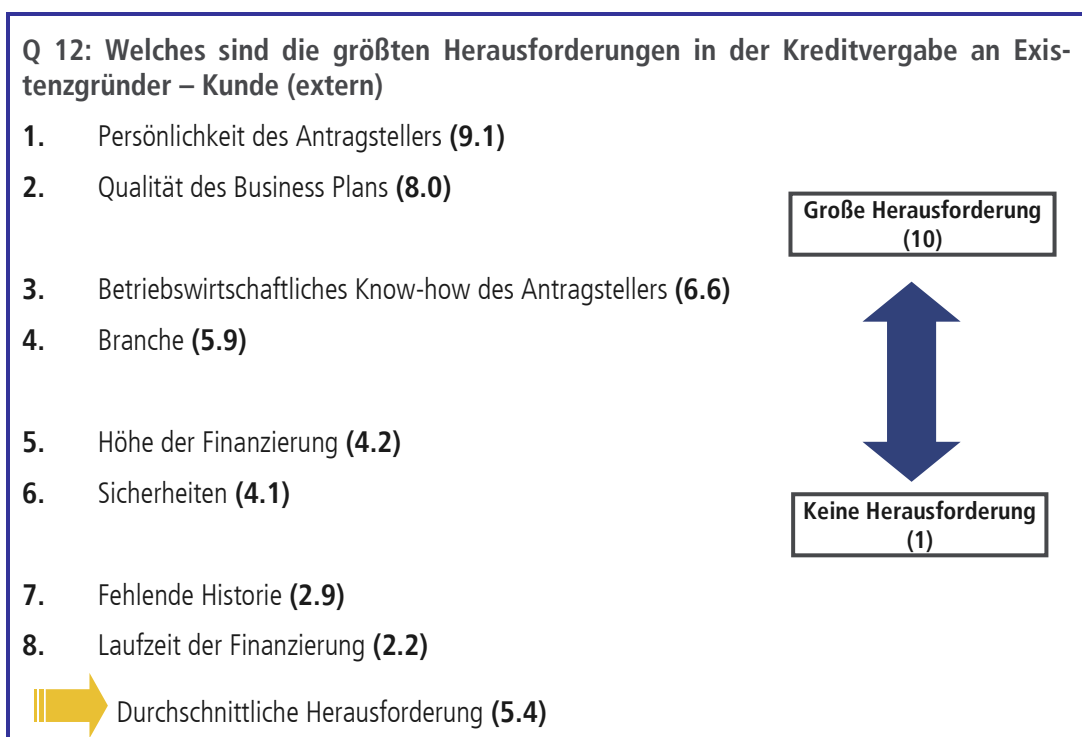 Q 12: Welches sind die größten Herausforderungen in der Kreditvergabe an Exis-
tenzgründer – Kunde (extern)
1. Persönlichkeit des Antragstellers (9.1)
2. Qualität des Business Plans (8.0)
Große Herausforderung
(10)
3. Betriebswirtschaftliches Know-how des Antragstellers (6.6)
4. Branche (5.9)
5. Höhe der Finanzierung (4.2)
6. Sicherheiten (4.1)
Keine Herausforderung
(1)
7. Fehlende Historie (2.9)
8. Laufzeit der Finanzierung (2.2)
Durchschnittliche Herausforderung (5.4)